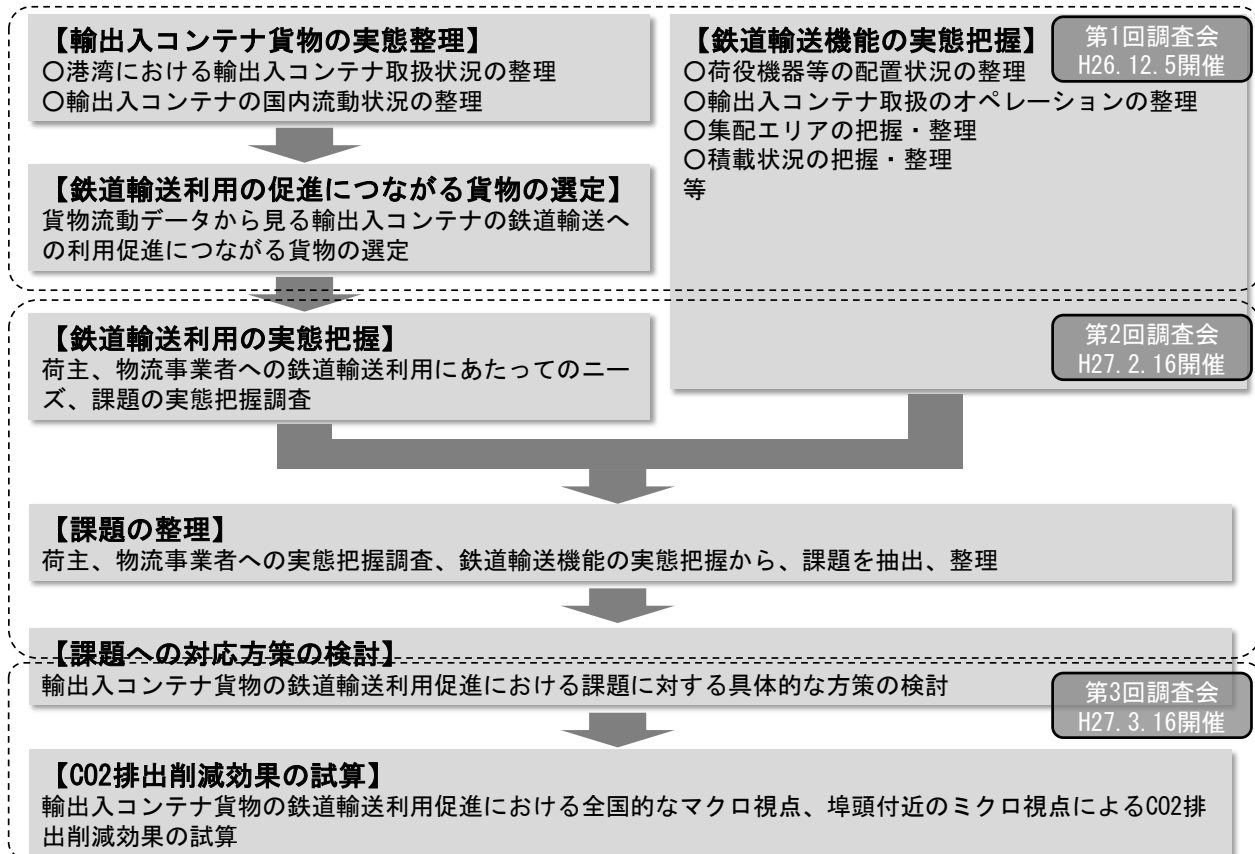 【輸出入コンテナ貨物の実態整理】
〇港湾における輸出入コンテナ取扱状況の整理
〇輸出入コンテナの国内流動状況の整理
【鉄道輸送利用の促進につながる貨物の選定】
貨物流動データから見る輸出入コンテナの鉄道輸送へ
の利用促進につながる貨物の選定
【鉄道輸送機能の実態把握】
〇荷役機器等の配置状況の整理
〇輸出入コンテナ取扱のオペレーションの整理
〇集配エリアの把握・整理
〇積載状況の把握・整理
等
第1回調査会
H26.12.5開催
【鉄道輸送利用の実態把握】
荷主、物流事業者への鉄道輸送利用にあたってのニー
ズ、課題の実態把握調査
第2回調査会
H27.2.16開催
【課題の整理】
荷主、物流事業者への実態把握調査、鉄道輸送機能の実態把握から、課題を抽出、整理
【課題への対応方策の検討】
輸出入コンテナ貨物の鉄道輸送利用促進における課題に対する具体的な方策の検討
第3回調査会
H27.3.16開催
【CO2排出削減効果の試算】
輸出入コンテナ貨物の鉄道輸送利用促進における全国的なマクロ視点、埠頭付近のミクロ視点によるCO2排
出削減効果の試算